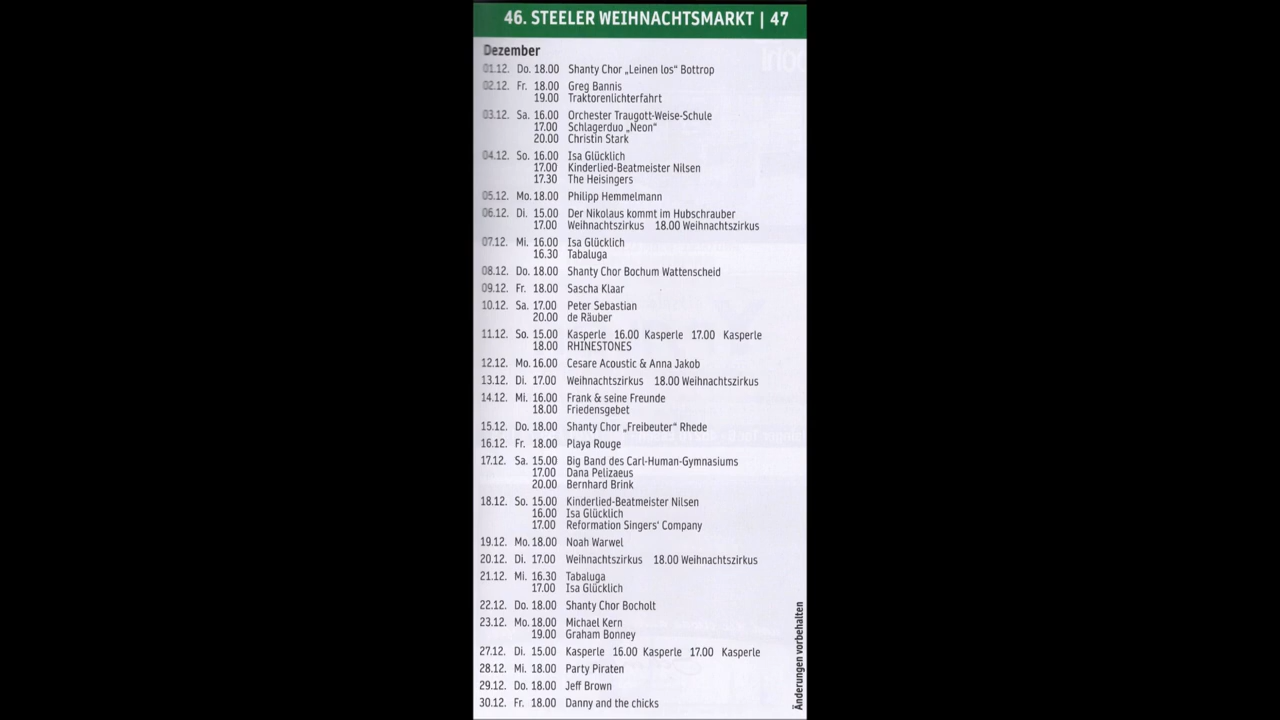 46. STEELER WEIHNACHTSMARKT | 47
Dezember
01.12. Do. 18.00 Shanty Chor „Leinen los“ Bottrop
02.12. Fr. 18.00 Greg Bannis
19.00 Traktorenlichterfahrt
03.12. Sa. 16.00 Orchester Traugott-Weise-Schule
17.00 Schlagerduo „Neon“
20.00 Christin Stark
04.12. So. 16.00 Isa Glücklich
17.00 Kinderlied-Beatmeister Nilsen
17.30 The Heisingers
05.12. Mo. 18.00 Philipp Hemmelmann
06.12. Di. 15.00 Der Nikolaus kommt im Hubschrauber
17.00 Weihnachtszirkus 18.00 Weihnachtszirkus
07.12. Mi. 16.00 Isa Glücklich
16.30 Tabaluga
08.12. Do. 18.00 Shanty Chor Bochum Wattenscheid
09.12. Fr. 18.00 Sascha Klaar
10.12. Sa. 17.00 Peter Sebastian
20.00 de Räuber
11.12. So. 15.00 Kasperle 16.00 Kasperle 17.00 Kasperle
18.00 RHINESTONES
12.12. Mo. 16.00 Cesare Acoustic & Anna Jakob
13.12. Di. 17.00 Weihnachtszirkus 18.00 Weihnachtszirkus
14.12. Mi. 16.00 Frank & seine Freunde
18.00 Friedensgebet
15.12. Do. 18.00 Shanty Chor „Freibeuter“ Rhede
16.12. Fr. 18.00 Playa Rouge
17.12. Sa. 15.00 Big Band des Carl-Human-Gymnasiums
17.00 Dana Pelizaeus
20.00 Bernhard Brink
18.12. So. 15.00 Kinderlied-Beatmeister Nilsen
16.00 Isa Glücklich
17.00 Reformation Singers' Company
19.12. Mo. 18.00 Noah Warwel
20.12. Di. 17.00 Weihnachtszirkus 18.00 Weihnachtszirkus
21.12. Mi. 16.30 Tabaluga
17.00 Isa Glücklich
22.12. Do. 18.00 Shanty Chor Bocholt
23.12. Mo. 18.00 Michael Kern
19.00 Graham Bonney
27.12. Di. 15.00 Kasperle 16.00 Kasperle 17.00 Kasperle
28.12. Mi. 18.00 Party Piraten
29.12. Do. 18.00 Jeff Brown
30.12. Fr. 18.00 Danny and the chicks
Änderungen vorbehalten